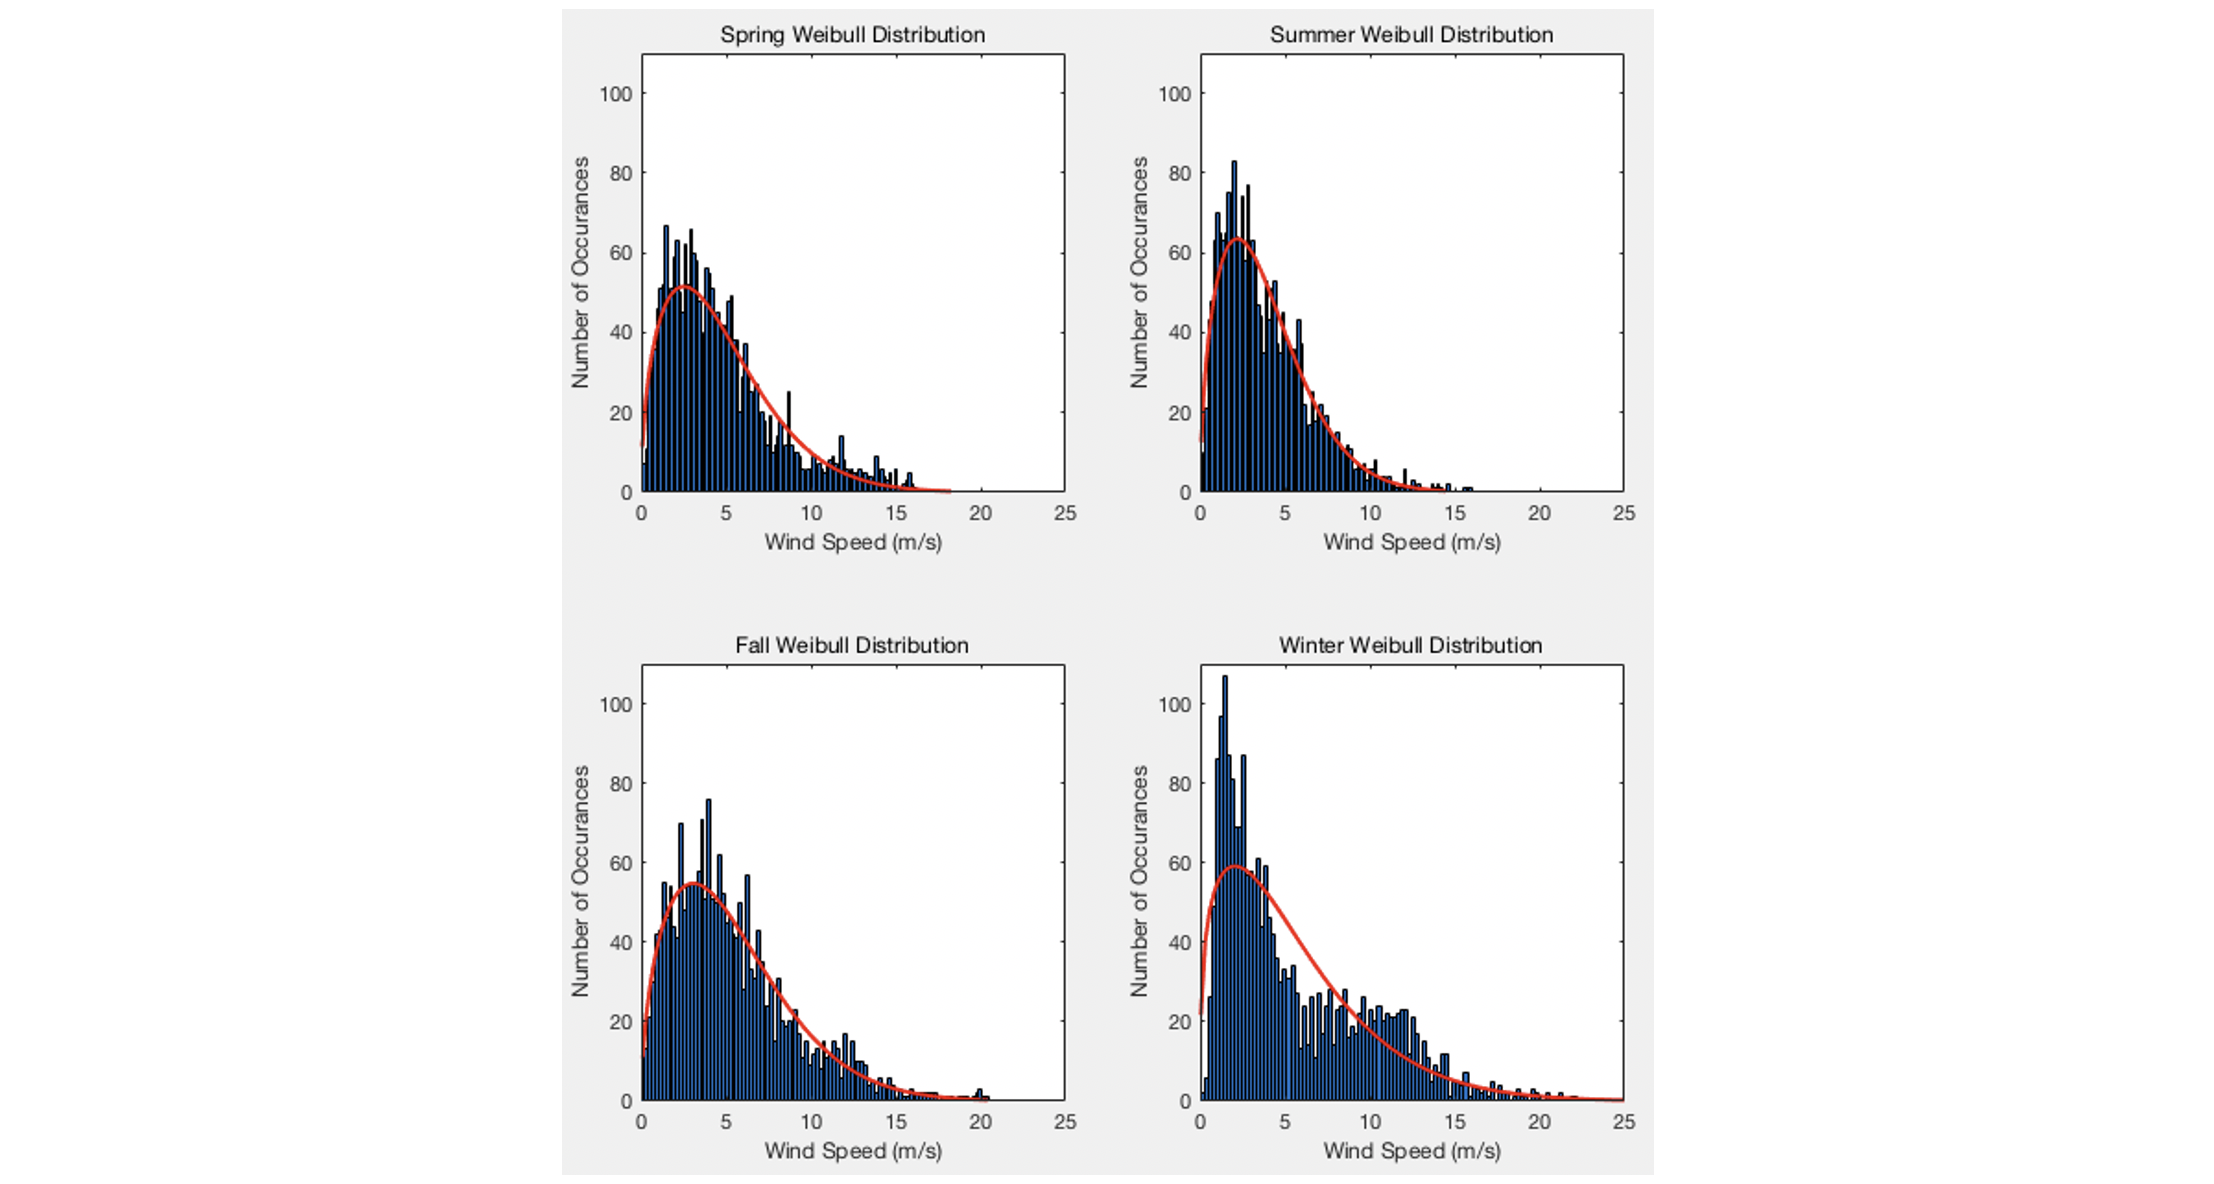 Spring Weibull Distribution
Number of Occurances
100
80
60
40
20
0
0 5 10 15 20 25
Wind Speed (m/s)
Summer Weibull Distribution
Number of Occurances
100
80
60
40
20
0
0 5 10 15 20 25
Wind Speed (m/s)
Fall Weibull Distribution
Number of Occurances
100
80
60
40
20
0
0 5 10 15 20 25
Wind Speed (m/s)
Winter Weibull Distribution
Number of Occurances
100
80
60
40
20
0
0 5 10 15 20 25
Wind Speed (m/s)